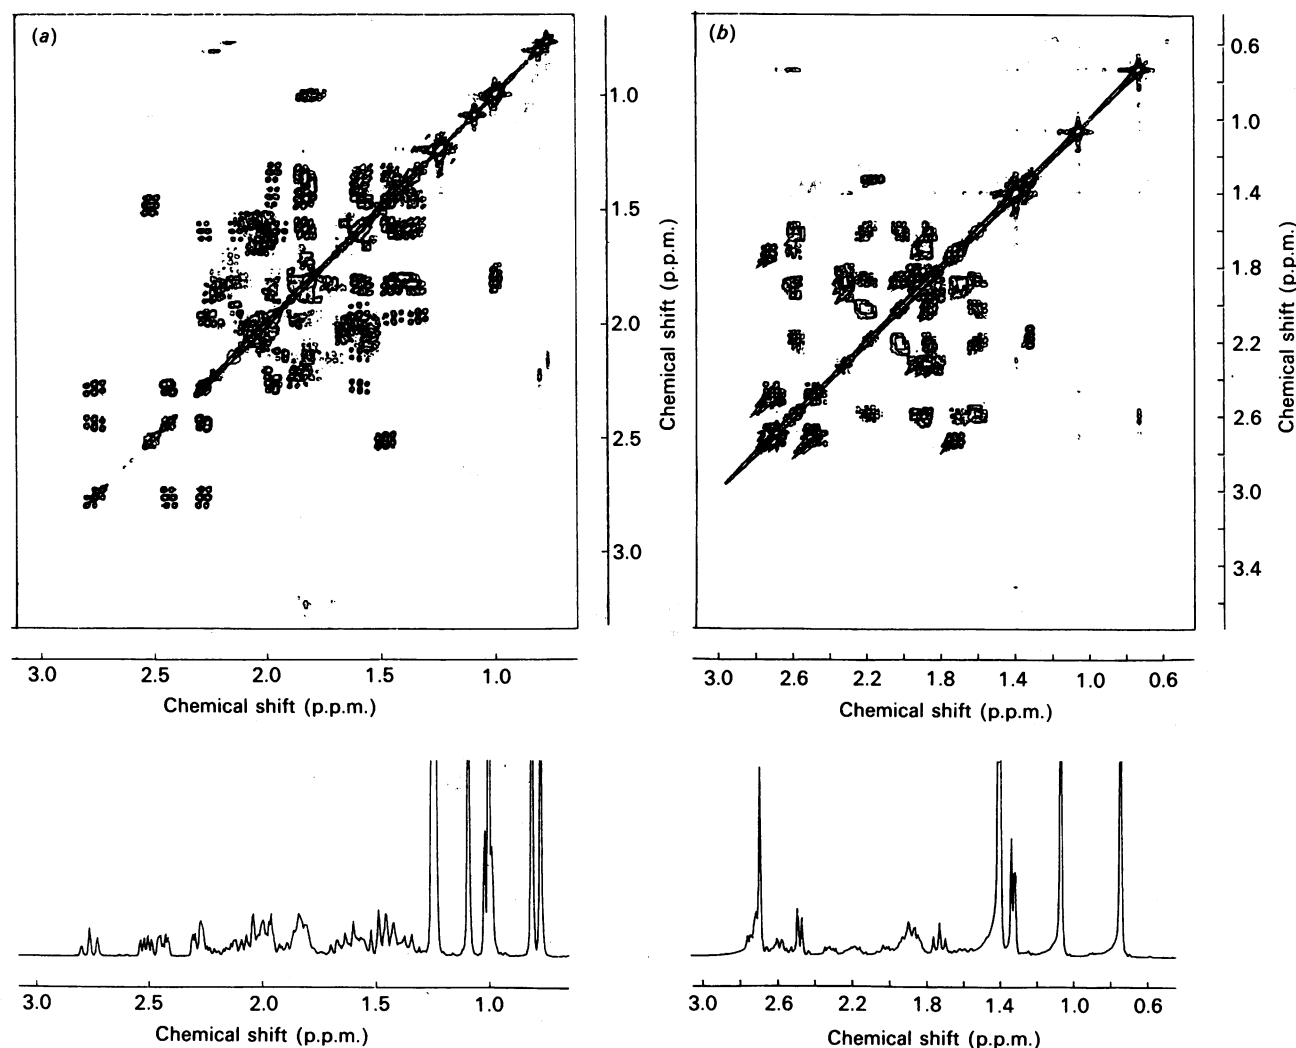 (a)
1.0
1.5
2.0
2.5
3.0
Chemical shift (p.p.m.)
3.0 2.5 2.0 1.5 1.0
Chemical shift (p.p.m.)
(b)
0.6
1.0
1.4
1.8
2.2
2.6
3.0
3.4
Chemical shift (p.p.m.)
3.0 2.6 2.2 1.8 1.4 1.0 0.6
Chemical shift (p.p.m.)
3.0 2.5 2.0 1.5 1.0
Chemical shift (p.p.m.)
3.0 2.6 2.2 1.8 1.4 1.0 0.6
Chemical shift (p.p.m.)